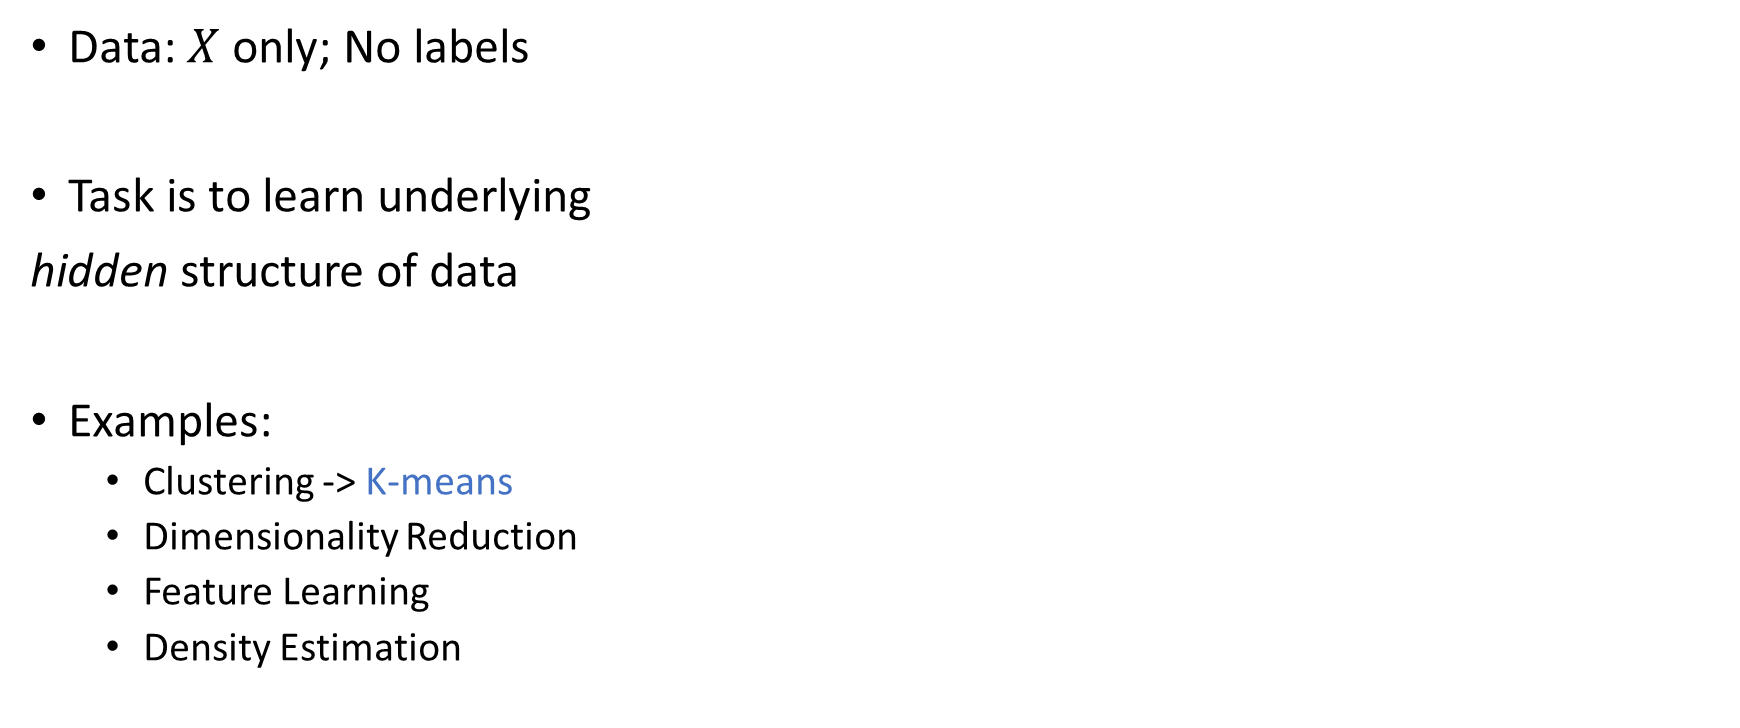 • Data: X only; No labels
• Task is to learn underlying
hidden structure of data
• Examples:
• Clustering -> K-means
• Dimensionality Reduction
• Feature Learning
• Density Estimation